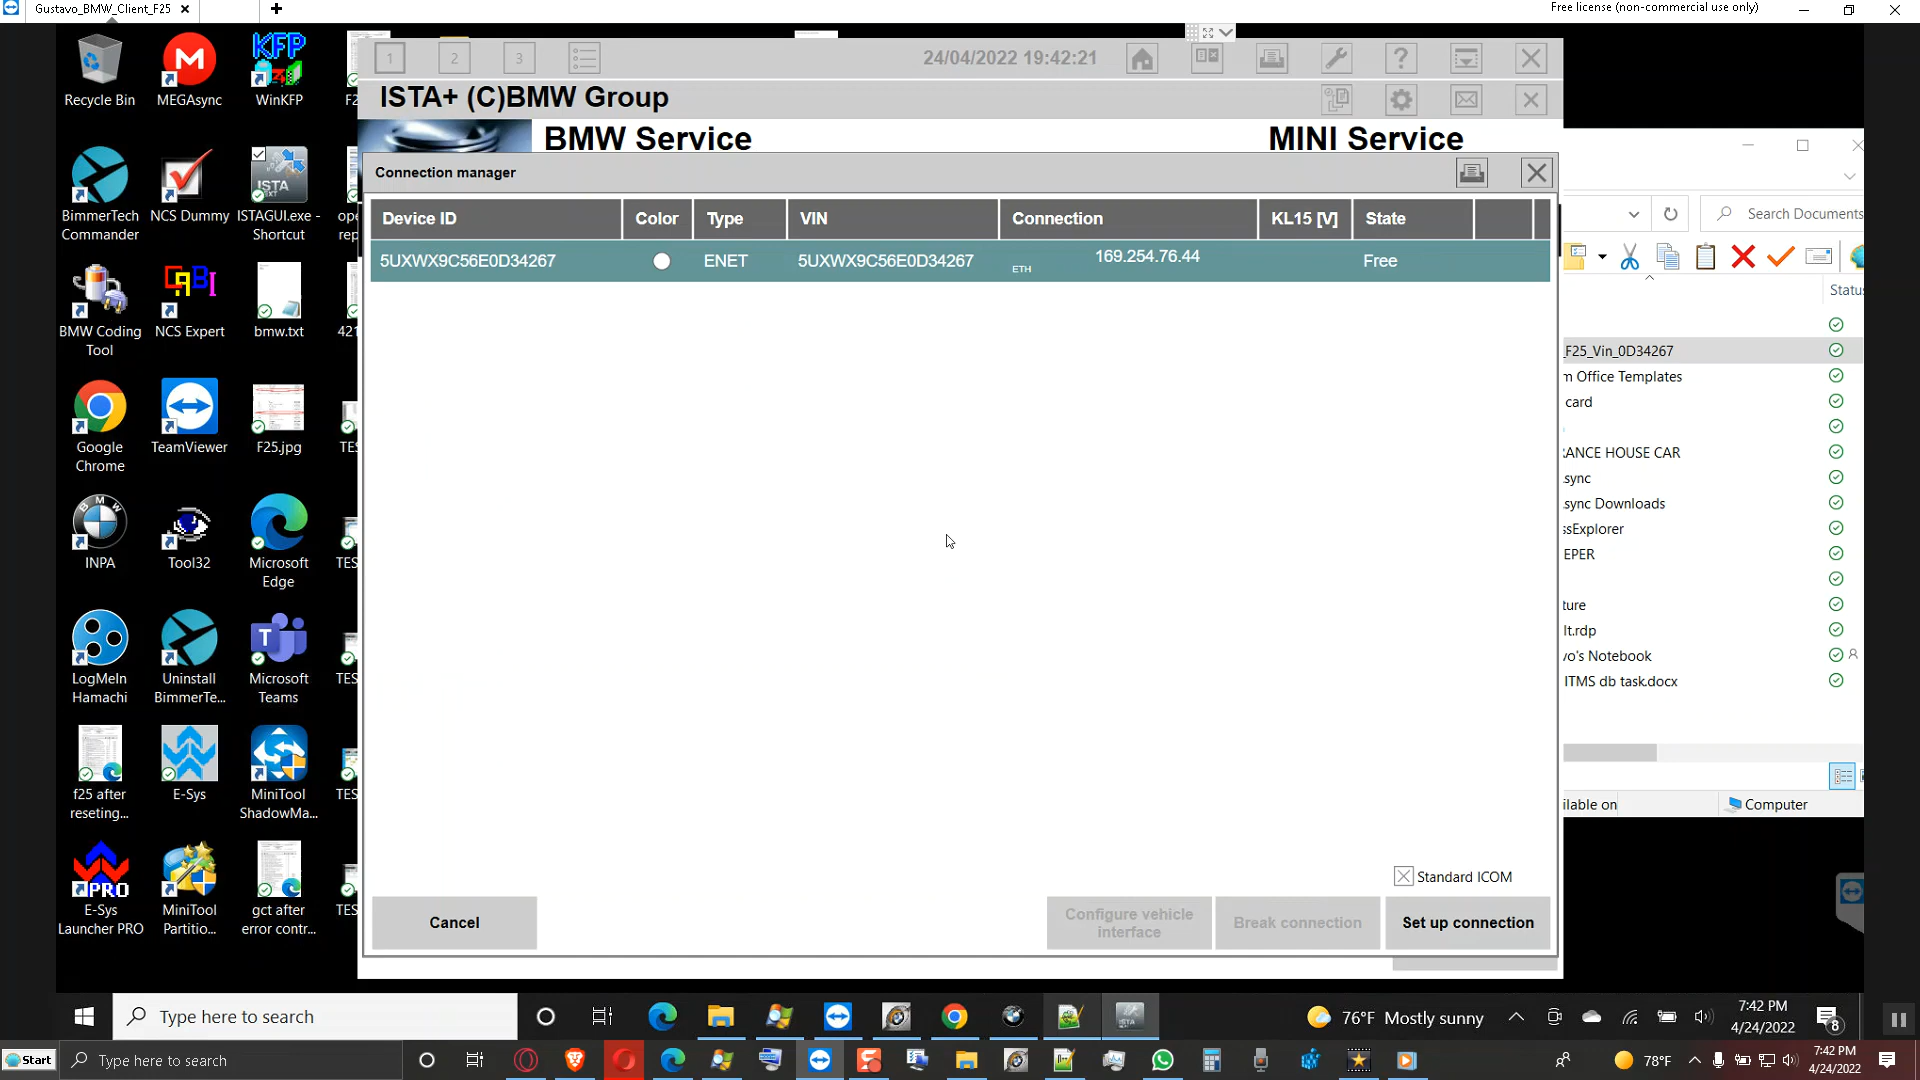 Gustavo_BMW_Client_F25
Free license (non-commercial use only)
Recycle Bin
MEGAsync
WinKFP
1
2
3
24/04/2022 19:42:21
ISTA+ (C)BMW Group
BMW Service
MINI Service
Connection manager
Device ID
Color
Type
VIN
Connection
KL15 [V]
State
5UXWX9C56E0D34267
ENET
5UXWX9C56E0D34267
ETH
169.254.76.44
Free
Standard ICOM
Cancel
Configure vehicle
interface
Break connection
Set up connection
BimmerTech
Commander
NCS Dummy
ISTAGUI.exe -
Shortcut
BMW Coding
Tool
NCS Expert
bmw.txt
Google
Chrome
TeamViewer
F25.jpg
INPA
Tool32
Microsoft
Edge
LogMeIn
Hamachi
Uninstall
BimmerTe...
Microsoft
Teams
f25 after
reseting...
E-Sys
MiniTool
ShadowMa...
E-Sys
Launcher PRO
MiniTool
Partitio...
gct after
error contr...
Search Documents
Status
F25_Vin_0D34267
m Office Templates
card
RANCE HOUSE CAR
sync
sync Downloads
ssExplorer
EPER
ture
lt.rdp
vo's Notebook
ITMS db task.docx
ilable on
Computer
Type here to search
76°F Mostly sunny
7:42 PM
4/24/2022
8
Start
Type here to search
78°F
7:42 PM
4/24/2022